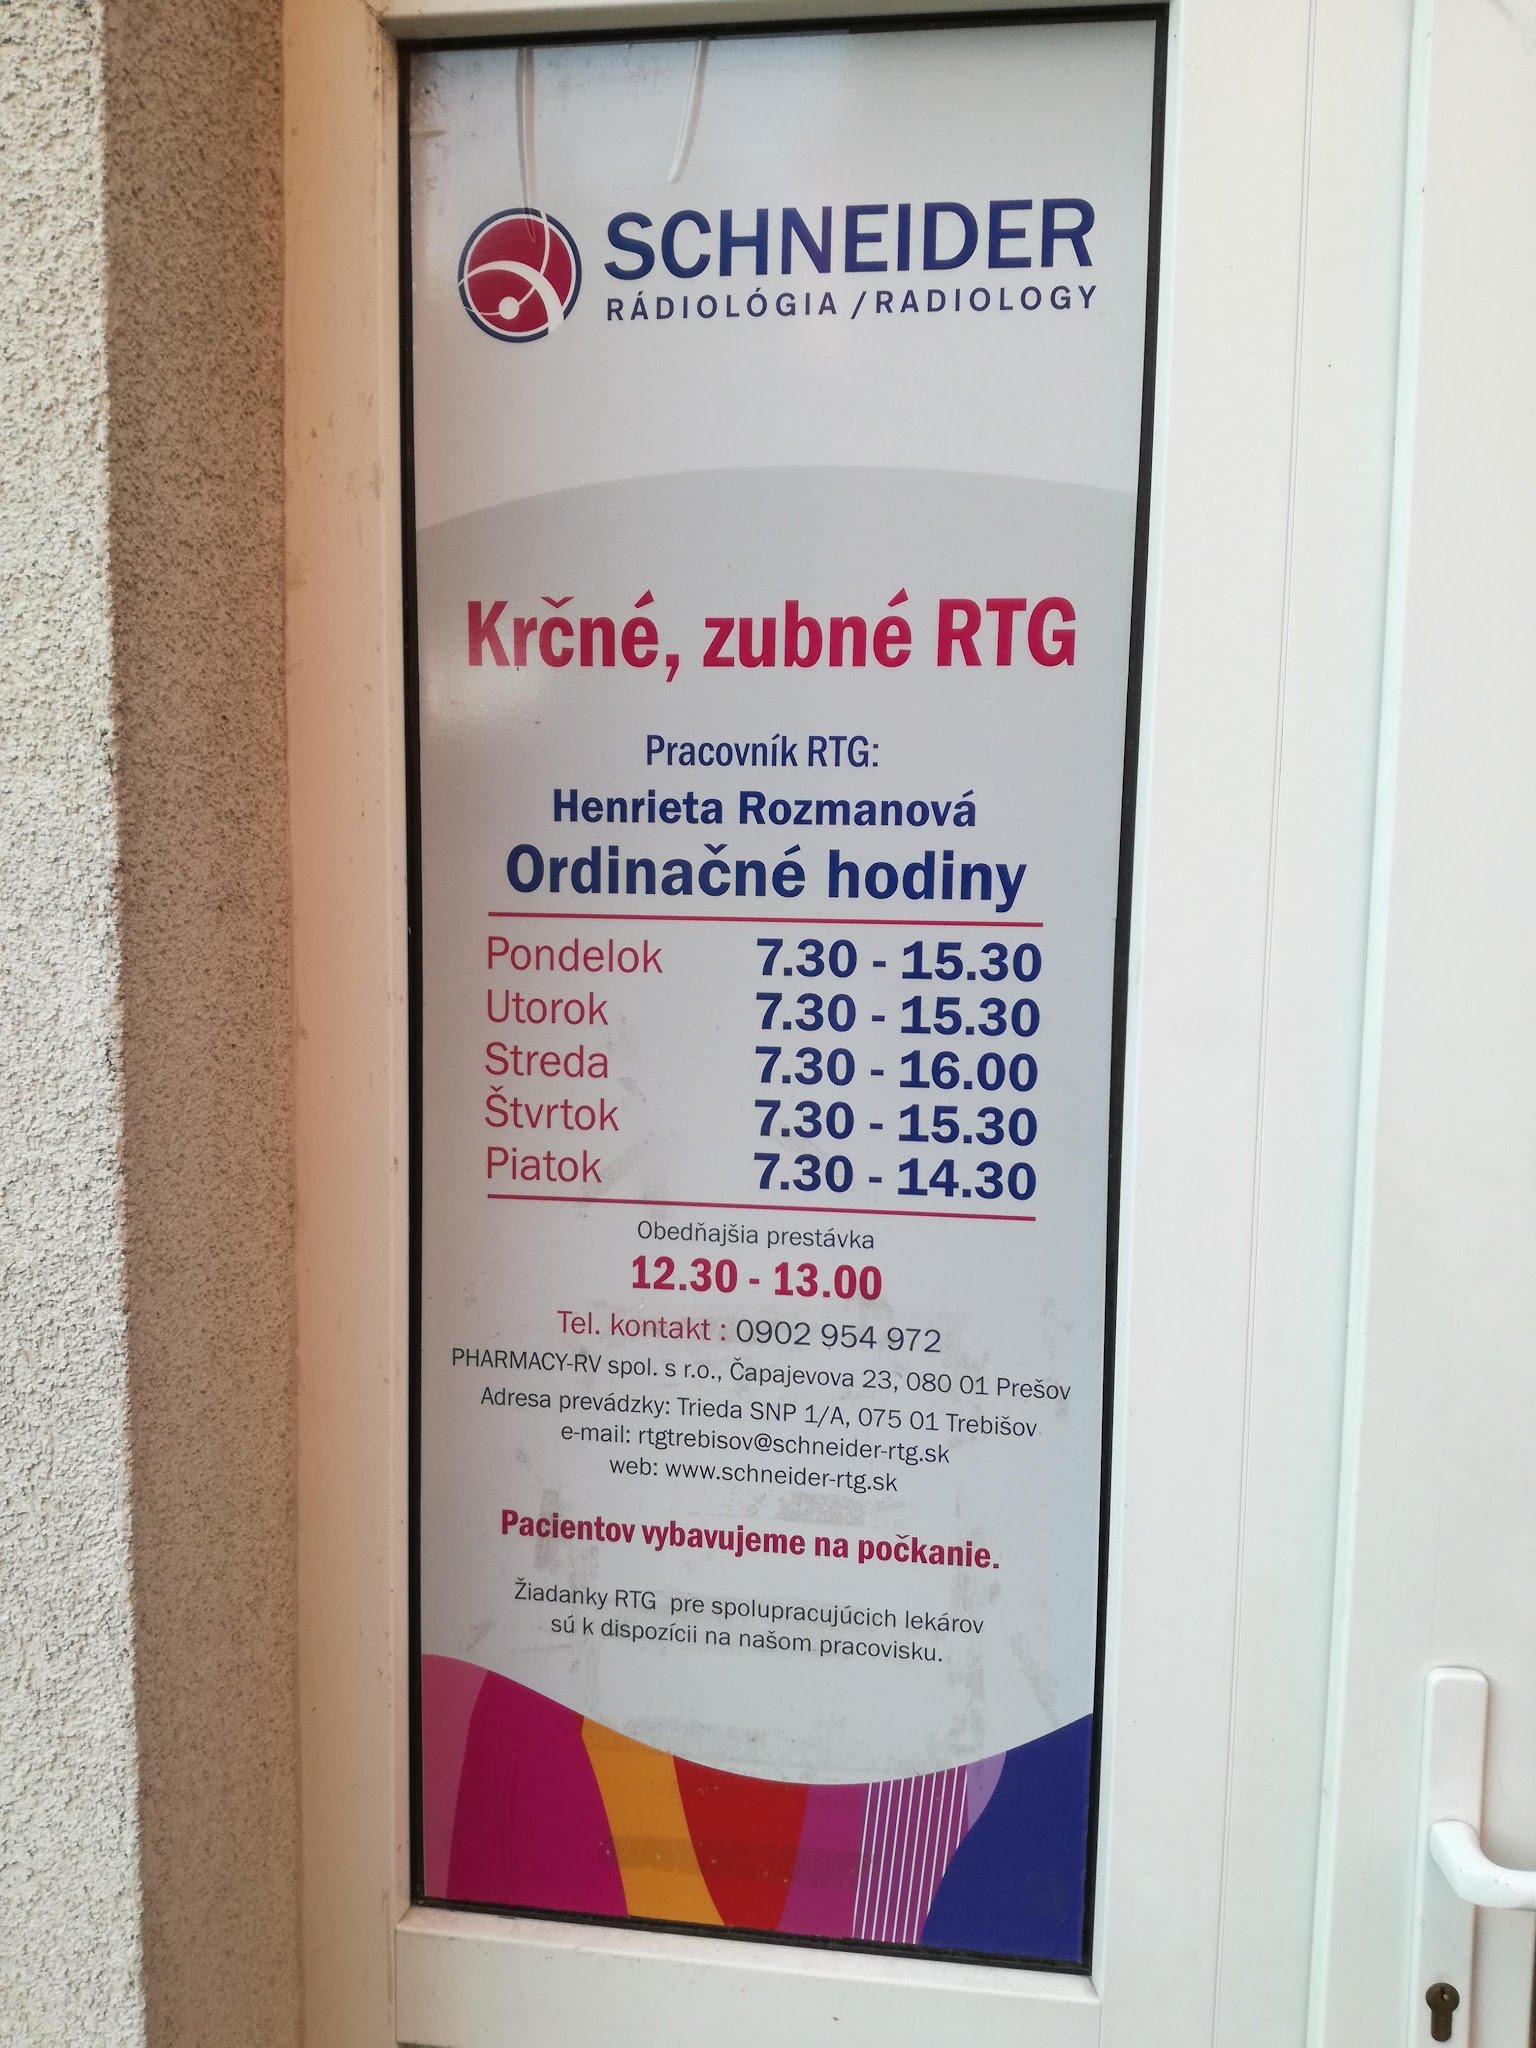 SCHNEIDER
RÁDIOLÓGIA / RADIOLOGY
Krčné, zubné RTG
Pracovník RTG:
Henrieta Rozmanová
Ordinačné hodiny
Pondelok 7.30 - 15.30
Utorok 7.30 - 15.30
Streda 7.30 - 16.00
Štvrtok 7.30 - 15.30
Piatok 7.30 - 14.30
Obedňajšia prestávka
12.30 - 13.00
Tel. kontakt : 0902 954 972
PHARMACY-RV spol. s r.o., Čapajevova 23, 080 01 Prešov
Adresa prevádzky: Trieda SNP 1/A, 075 01 Trebišov
e-mail: rtgtrebisov@schneider-rtg.sk
web: www.schneider-rtg.sk
Pacientov vybavujeme na počkanie.
Žiadanky RTG pre spolupracujúcich lekárov
sú k dispozícii na našom pracovisku.